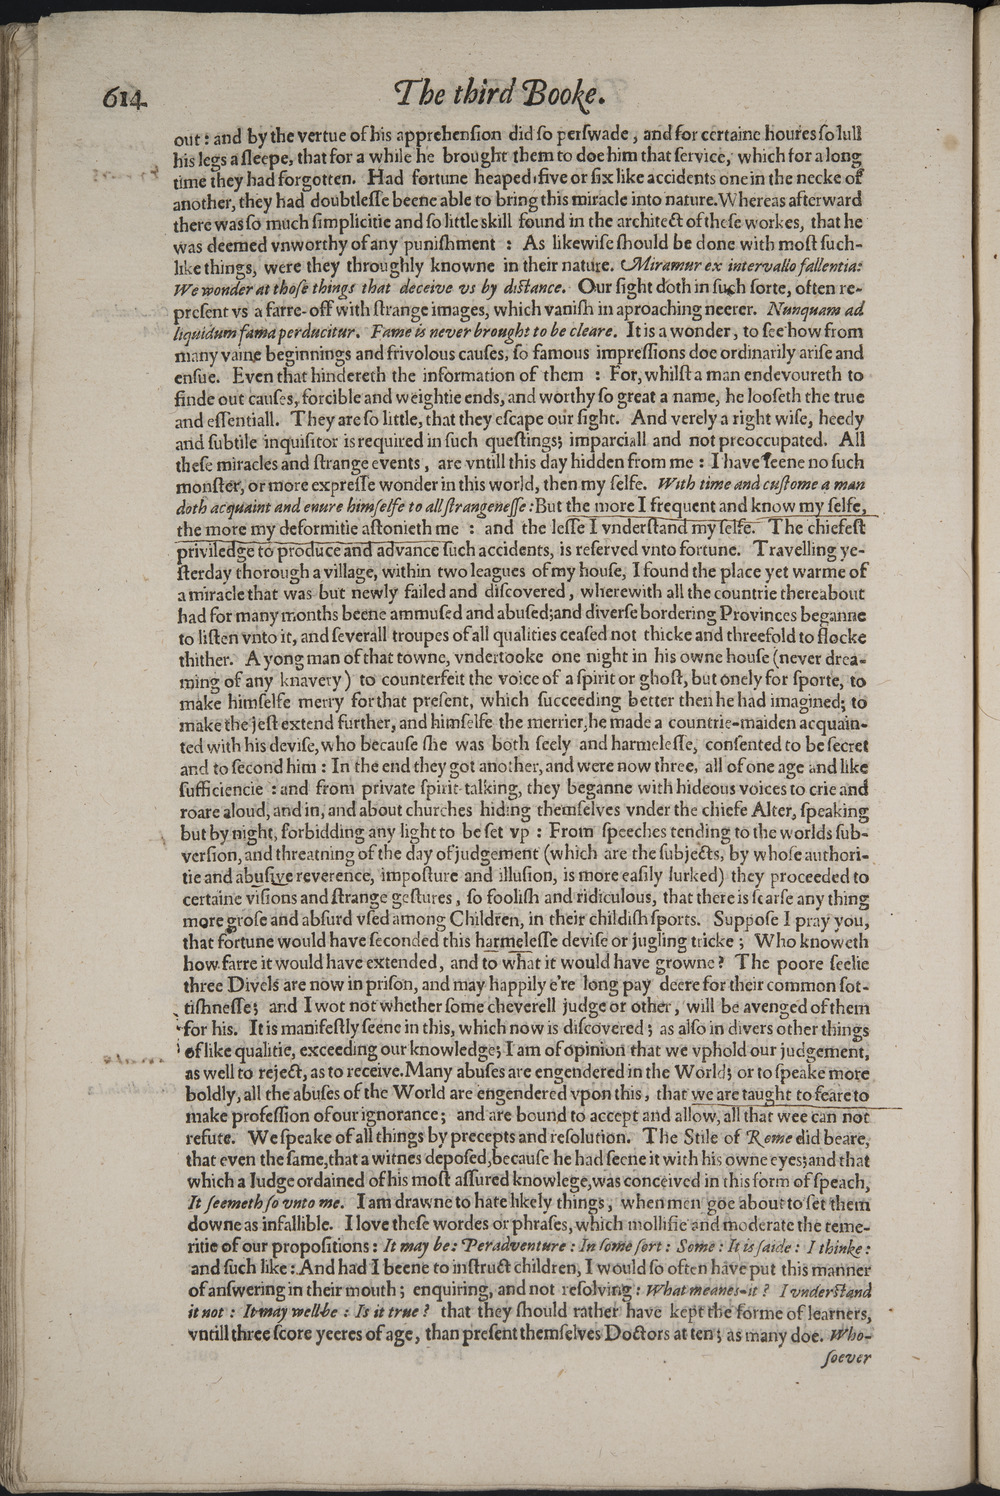 614
The third Booke.
out : and by the vertue of his apprehension did so perswade, and for certaine houres so lull
his legs a sleepe, that for a while he brought them to doe him that service, which for a long
time they had forgotten. Had fortune heaped five or six like accidents one in the necke of
another, they had doubtlesse beene able to bring this miracle into nature. Whereas afterward
there was so much simplicitie and so little skill found in the architect of these workes, that he
was deemed vnworthy of any punishment : As likewise should be done with most such-
like things, were they throughly knowne in their nature. Miramur ex intervallo fallentia:
We wonder at those things that deceive vs by distance. Our sight doth in such sorte, often re-
present vs a farre-off with strange images, which vanish in aproaching neerer. Nunquam ad
liquidum fama perducitur. Fame is never brought to be cleare. It is a wonder, to see how from
many vaine beginnings and frivolous causes, so famous impressions doe ordinarily arise and
ensue. Even that hindereth the information of them : For, whilst a man endevoureth to
finde out causes, forcible and weightie ends, and worthy so great a name, he looseth the true
and essentiall. They are so little, that they escape our sight. And verely a right wise, heedy
and subtile inquisitor is required in such questings; imparciall and not preoccupated. All
these miracles and strange events, are vntill this day hidden from me : I have seene no such
monster, or more expresse wonder in this world, then my selfe. With time and custome a man
doth acquaint and enure himselfe to all strangenesse : But the more I frequent and know my selfe,
the more my deformitie astonieth me : and the lesse I vnderstand my selfe. The chiefest
priviledge to produce and advance such accidents, is reserved vnto fortune. Travelling ye-
sterday thorough a village, within two leagues of my house, I found the place yet warme of
a miracle that was but newly failed and discovered, wherewith all the countrie thereabout
had for many months beene ammused and abused; and diverse bordering Provinces beganne
to listen vnto it, and severall troupes of all qualities ceased not thicke and threefold to flocke
thither. A yong man of that towne, vndertooke one night in his owne house (never drea-
ming of any knavery) to counterfeit the voice of a spirit or ghost, but onely for sporte, to
make himselfe merry for that present, which succeeding better then he had imagined; to
make the jest extend further, and himselfe the merrier, he made a countrie-maiden acquain-
ted with his devise, who because she was both seely and harmelesse, consented to be secret
and to second him : In the end they got another, and were now three, all of one age and like
sufficiencie : and from private spirit-talking, they beganne with hideous voices to crie and
roare aloud, and in, and about churches hiding themselves vnder the chiefe Alter, speaking
but by night, forbidding any light to be set vp : From speeches tending to the worlds sub-
version, and threatning of the day of judgement (which are the subjects, by whose authori-
tie and abusive reverence, imposture and illusion, is more easily lurked) they proceeded to
certaine visions and strange gestures, so foolish and ridiculous, that there is scarse any thing
more grose and absurd vsed among Children, in their childish sports. Suppose I pray you,
that fortune would have seconded this harmelesse devise or jugling tricke ; Who knoweth
how farre it would have extended, and to what it would have growne? The poore seelie
three Divels are now in prison, and may happily e're long pay deere for their common sot-
tishnesse; and I wot not whether some cheverell judge or other, will be avenged of them
for his. It is manifestly seene in this, which now is discovered ; as also in divers other things
of like qualitie, exceeding our knowledge; I am of opinion that we vphold our judgement,
as well to reject, as to receive. Many abuses are engendered in the World; or to speake more
boldly, all the abuses of the World are engendered vpon this, that we are taught to feare to
make profession of our ignorance; and are bound to accept and allow, all that wee can not
refute. We speake of all things by precepts and resolution. The Stile of Rome did beare,
that even the same, that a witnes deposed, because he had seene it with his owne eyes; and that
which a Iudge ordained of his most assured knowlege, was conceived in this form of speach,
It seemeth so vnto me. I am drawne to hate likely things, when men goe about to set them
downe as infallible. I love these wordes or phrases, which mollifie and moderate the teme-
ritie of our propositions : It may be : Peradventure : In some sort : Some : It is saide : I thinke :
and such like : And had I beene to instruct children, I would so often have put this manner
of answering in their mouth ; enquiring, and not resolving : What meanes-it ? I vnderstand
it not : It may well-be : Is it true ? that they should rather have kept the forme of learners,
vntill three score yeeres of age, than present themselves Doctors at ten ; as many doe. Who-
soever